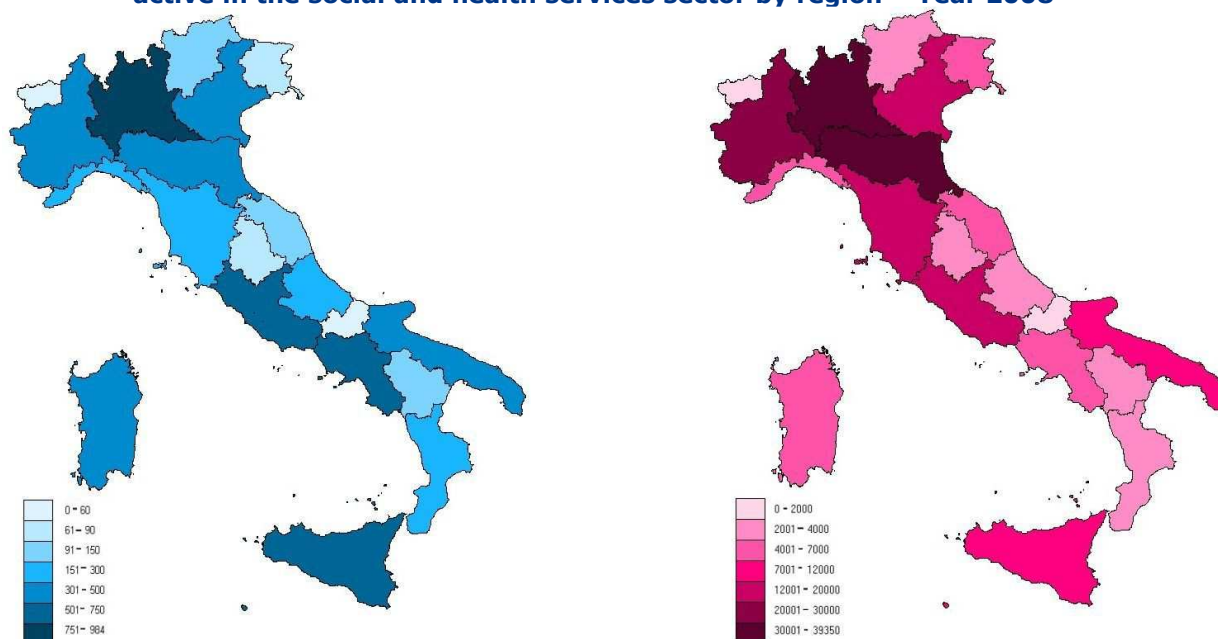 active in the social and health services sector by region – Year 2008
0 - 60
61 - 90
91 - 150
151 - 300
301 - 500
501 - 750
751 - 984
0 - 2000
2001 - 4000
4001 - 7000
7001 - 12000
12001 - 20000
20001 - 30000
30001 - 39350